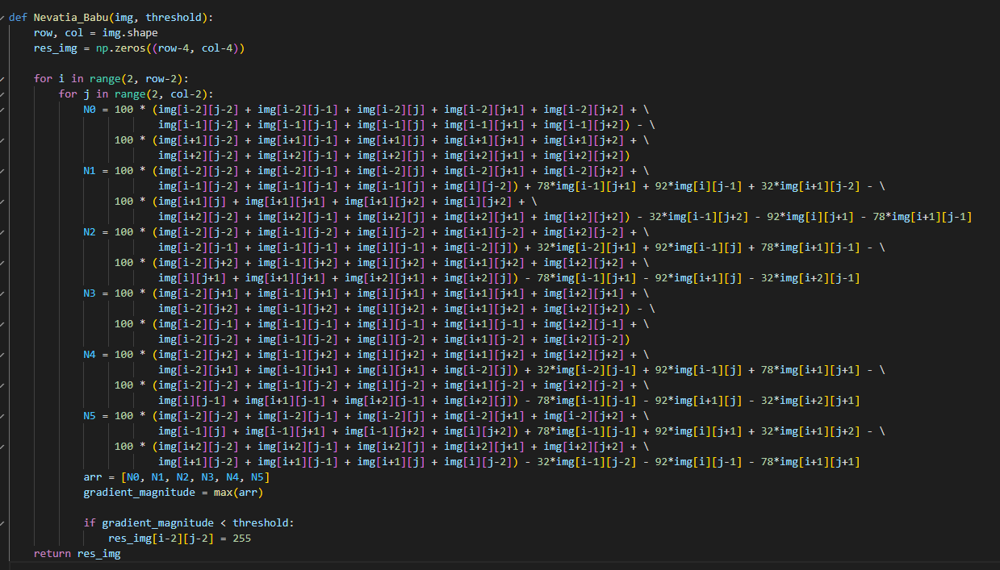 def Nevatia_Babu(img, threshold):
    row, col = img.shape
    res_img = np.zeros((row-4, col-4))

    for i in range(2, row-2):
        for j in range(2, col-2):
            N0 = 100 * (img[i-2][j-2] + img[i-2][j-1] + img[i-2][j] + img[i-2][j+1] + img[i-2][j+2] + \
                        img[i-1][j-2] + img[i-1][j-1] + img[i-1][j] + img[i-1][j+1] + img[i-1][j+2]) - \
                 100 * (img[i+1][j-2] + img[i+1][j-1] + img[i+1][j] + img[i+1][j+1] + img[i+1][j+2] + \
                        img[i+2][j-2] + img[i+2][j-1] + img[i+2][j] + img[i+2][j+1] + img[i+2][j+2])
            N1 = 100 * (img[i-2][j-2] + img[i-2][j-1] + img[i-2][j] + img[i-2][j+1] + img[i-2][j+2] + \
                        img[i-1][j-2] + img[i-1][j-1] + img[i-1][j] + img[i][j-2]) + 78*img[i-1][j+1] + 92*img[i][j-1] + 32*img[i+1][j-2] - \
                 100 * (img[i+1][j] + img[i+1][j+1] + img[i+1][j+2] + img[i][j+2] + \
                        img[i+2][j-2] + img[i+2][j-1] + img[i+2][j] + img[i+2][j+1] + img[i+2][j+2]) - 32*img[i-1][j+2] - 92*img[i][j+1] - 78*img[i+1][j-1]
            N2 = 100 * (img[i-2][j-2] + img[i-1][j-2] + img[i][j-2] + img[i+1][j-2] + img[i+2][j-2] + \
                        img[i-2][j-1] + img[i-1][j-1] + img[i][j-1] + img[i-2][j]) + 32*img[i-2][j+1] + 92*img[i-1][j] + 78*img[i+1][j-1] - \
                 100 * (img[i-2][j+2] + img[i-1][j+2] + img[i][j+2] + img[i+1][j+2] + img[i+2][j+2] + \
                        img[i][j+1] + img[i+1][j+1] + img[i+2][j+1] + img[i+2][j]) - 78*img[i-1][j+1] - 92*img[i+1][j] - 32*img[i+2][j-1]
            N3 = 100 * (img[i-2][j+1] + img[i-1][j+1] + img[i][j+1] + img[i+1][j+1] + img[i+2][j+1] + \
                        img[i-2][j+2] + img[i-1][j+2] + img[i][j+2] + img[i+1][j+2] + img[i+2][j+2]) - \
                 100 * (img[i-2][j-1] + img[i-1][j-1] + img[i][j-1] + img[i+1][j-1] + img[i+2][j-1] + \
                        img[i-2][j-2] + img[i-1][j-2] + img[i][j-2] + img[i+1][j-2] + img[i+2][j-2])
            N4 = 100 * (img[i-2][j+2] + img[i-1][j+2] + img[i][j+2] + img[i+1][j+2] + img[i+2][j+2] + \
                        img[i-2][j+1] + img[i-1][j+1] + img[i][j+1] + img[i-2][j]) + 32*img[i-2][j-1] + 92*img[i-1][j] + 78*img[i+1][j+1] - \
                 100 * (img[i-2][j-2] + img[i-1][j-2] + img[i][j-2] + img[i+1][j-2] + img[i+2][j-2] + \
                        img[i][j-1] + img[i+1][j-1] + img[i+2][j-1] + img[i+2][j]) - 78*img[i-1][j-1] - 92*img[i+1][j] - 32*img[i+2][j+1]
            N5 = 100 * (img[i-2][j-2] + img[i-2][j-1] + img[i-2][j] + img[i-2][j+1] + img[i-2][j+2] + \
                        img[i-1][j] + img[i-1][j+1] + img[i-1][j+2] + img[i][j+2]) + 78*img[i-1][j-1] + 92*img[i][j+1] + 32*img[i+1][j+2] - \
                 100 * (img[i+2][j-2] + img[i+2][j-1] + img[i+2][j] + img[i+2][j+1] + img[i+2][j+2] + \
                        img[i+1][j-2] + img[i+1][j-1] + img[i+1][j] + img[i][j-2]) - 32*img[i-1][j-2] - 92*img[i][j-1] - 78*img[i+1][j+1]
            arr = [N0, N1, N2, N3, N4, N5]
            gradient_magnitude = max(arr)

            if gradient_magnitude < threshold:
                res_img[i-2][j-2] = 255
    return res_img